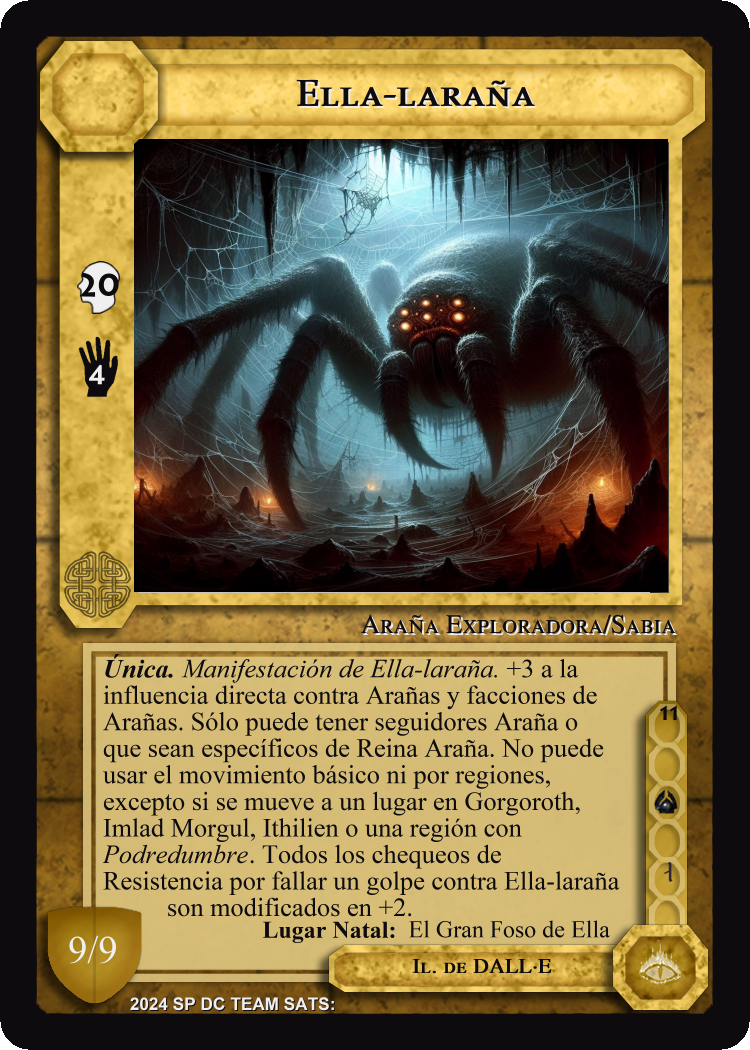 Ella-laraña
20
4
Araña Exploradora/Sabia
Única. Manifestación de Ella-laraña. +3 a la
influencia directa contra Arañas y facciones de
Arañas. Sólo puede tener seguidores Araña o
que sean específicos de Reina Araña. No puede
usar el movimiento básico ni por regiones,
excepto si se mueve a un lugar en Gorgoroth,
Imlad Morgul, Ithilien o una región con
Podredumbre. Todos los chequeos de
Resistencia por fallar un golpe contra Ella-laraña
son modificados en +2.
Lugar Natal: El Gran Foso de Ella
11
9/9
Il. de DALL·E
2024 SP DC TEAM SATS: